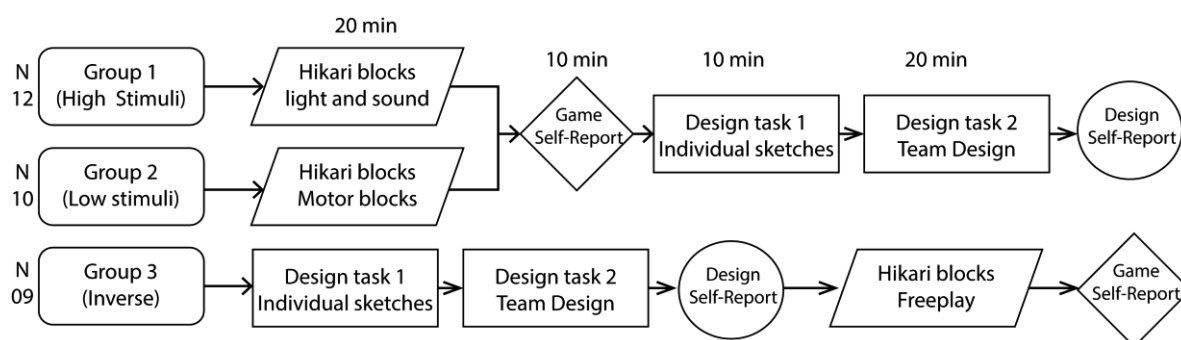 20 min
10 min
10 min
20 min
N
12
Group 1
(High Stimuli)
Hikari blocks
light and sound
Game
Self-Report
Design task 1
Individual sketches
Design task 2
Team Design
Design
Self-Report
N
10
Group 2
(Low stimuli)
Hikari blocks
Motor blocks
N
09
Group 3
(Inverse)
Design task 1
Individual sketches
Design task 2
Team Design
Design
Self-Report
Hikari blocks
Freeplay
Game
Self-Report